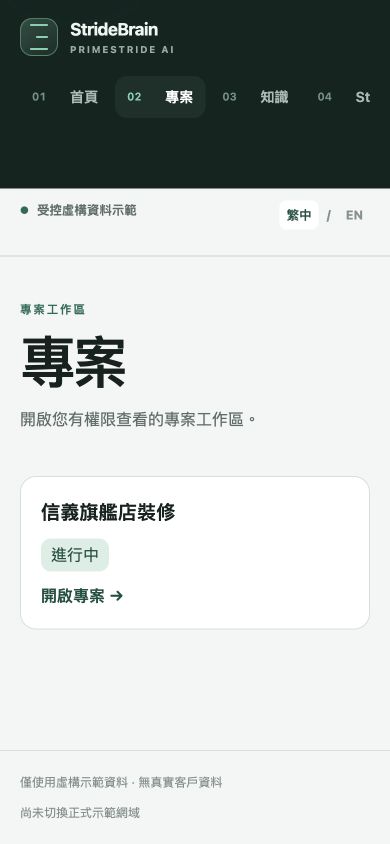 StrideBrain
PRIMESTRIDE AI
01 首頁 02 專案 03 知識 04 St
受控虛構資料示範
繁中 / EN
專案工作區
專案
開啟您有權限查看的專案工作區。
信義旗艦店裝修
進行中
開啟專案 →
僅使用虛構示範資料 · 無真實客戶資料
尚未切換正式示範網域